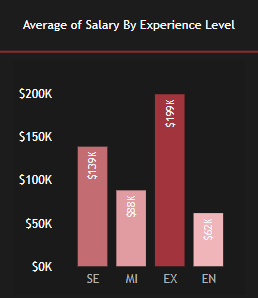 Average of Salary By Experience Level
$200K
$150K
$100K
$50K
$0K
$139K
$88K
$199K
$62K
SE MI EX EN